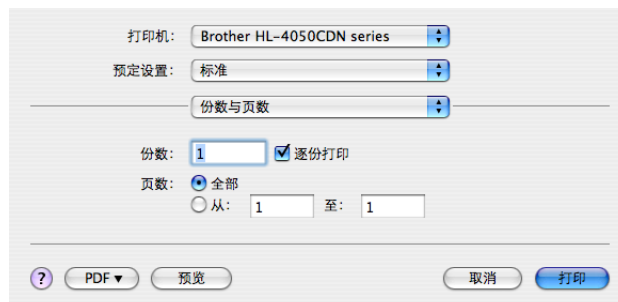 打印机： Brother HL-4050CDN series
预定设置： 标准
份数与页数
份数： 1 逐份打印
页数： 全部
从： 1 至： 1
? PDF▼ 预览 取消 打印